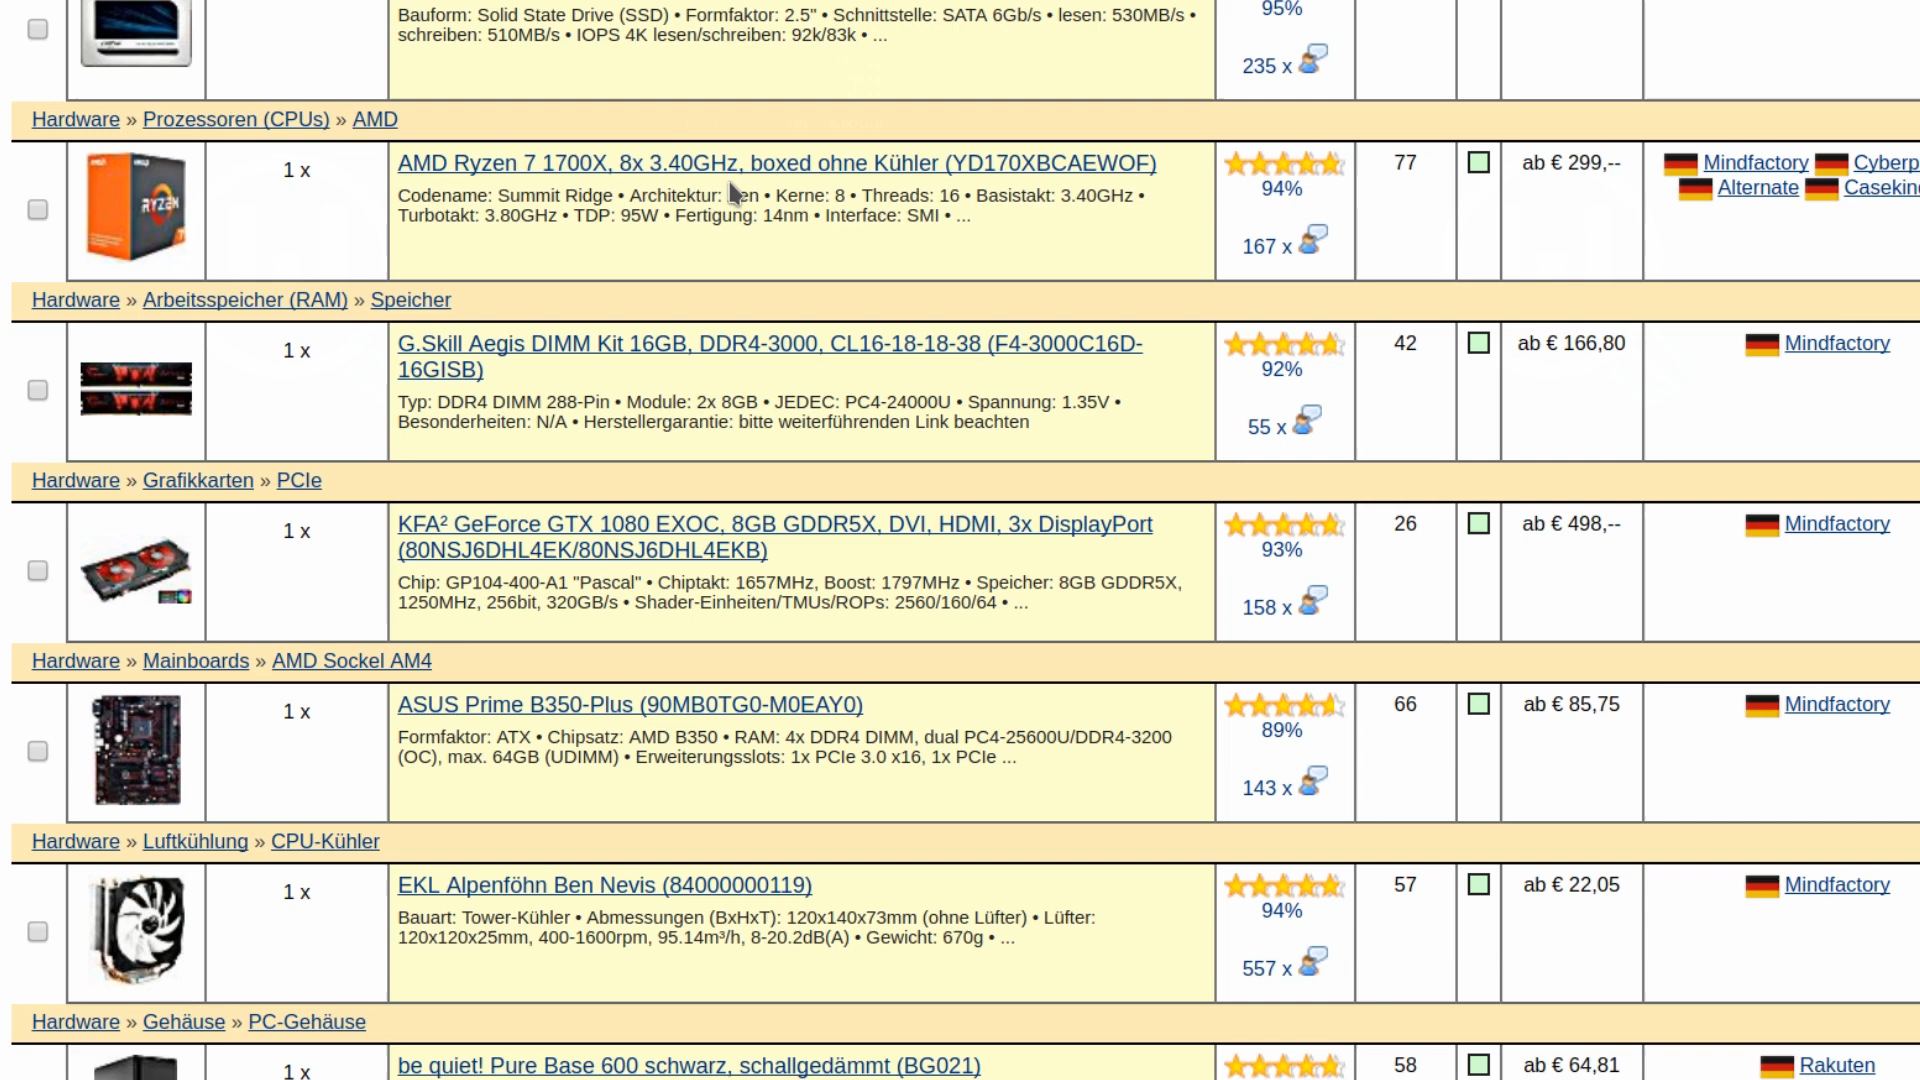 Bauform: Solid State Drive (SSD) • Formfaktor: 2.5" • Schnittstelle: SATA 6Gb/s • lesen: 530MB/s •
schreiben: 510MB/s • IOPS 4K lesen/schreiben: 92k/83k • ...
95%
235 x
Hardware » Prozessoren (CPUs) » AMD
1 x
AMD Ryzen 7 1700X, 8x 3.40GHz, boxed ohne Kühler (YD170XBCAEWOF)
Codename: Summit Ridge • Architektur: Zen • Kerne: 8 • Threads: 16 • Basistakt: 3.40GHz •
Turbotakt: 3.80GHz • TDP: 95W • Fertigung: 14nm • Interface: SMI • ...
RYZEN
94%
167 x
77
ab € 299,--
Mindfactory Cyberp
Alternate Caseking
Hardware » Arbeitsspeicher (RAM) » Speicher
1 x
G.Skill Aegis DIMM Kit 16GB, DDR4-3000, CL16-18-18-38 (F4-3000C16D-
16GISB)
Typ: DDR4 DIMM 288-Pin • Module: 2x 8GB • JEDEC: PC4-24000U • Spannung: 1.35V •
Besonderheiten: N/A • Herstellergarantie: bitte weiterführenden Link beachten
92%
55 x
42
ab € 166,80
Mindfactory
Hardware » Grafikkarten » PCIe
1 x
KFA² GeForce GTX 1080 EXOC, 8GB GDDR5X, DVI, HDMI, 3x DisplayPort
(80NSJ6DHL4EK/80NSJ6DHL4EKB)
Chip: GP104-400-A1 "Pascal" • Chiptakt: 1657MHz, Boost: 1797MHz • Speicher: 8GB GDDR5X,
1250MHz, 256bit, 320GB/s • Shader-Einheiten/TMUs/ROPs: 2560/160/64 • ...
93%
158 x
26
ab € 498,--
Mindfactory
Hardware » Mainboards » AMD Sockel AM4
1 x
ASUS Prime B350-Plus (90MB0TG0-M0EAY0)
Formfaktor: ATX • Chipsatz: AMD B350 • RAM: 4x DDR4 DIMM, dual PC4-25600U/DDR4-3200
(OC), max. 64GB (UDIMM) • Erweiterungsslots: 1x PCIe 3.0 x16, 1x PCIe ...
89%
143 x
66
ab € 85,75
Mindfactory
Hardware » Luftkühlung » CPU-Kühler
1 x
EKL Alpenföhn Ben Nevis (84000000119)
Bauart: Tower-Kühler • Abmessungen (BxHxT): 120x140x73mm (ohne Lüfter) • Lüfter:
120x120x25mm, 400-1600rpm, 95.14m³/h, 8-20.2dB(A) • Gewicht: 670g • ...
94%
557 x
57
ab € 22,05
Mindfactory
Hardware » Gehäuse » PC-Gehäuse
1 x
be quiet! Pure Base 600 schwarz, schallgedämmt (BG021)
58
ab € 64,81
Rakuten